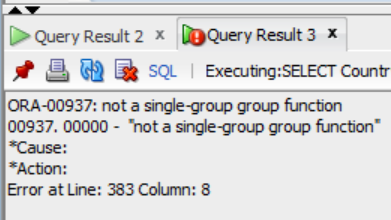 Query Result 2 x Query Result 3 x
SQL | Executing:SELECT Countr
ORA-00937: not a single-group group function
00937. 00000 - "not a single-group group function"
*Cause:
*Action:
Error at Line: 383 Column: 8